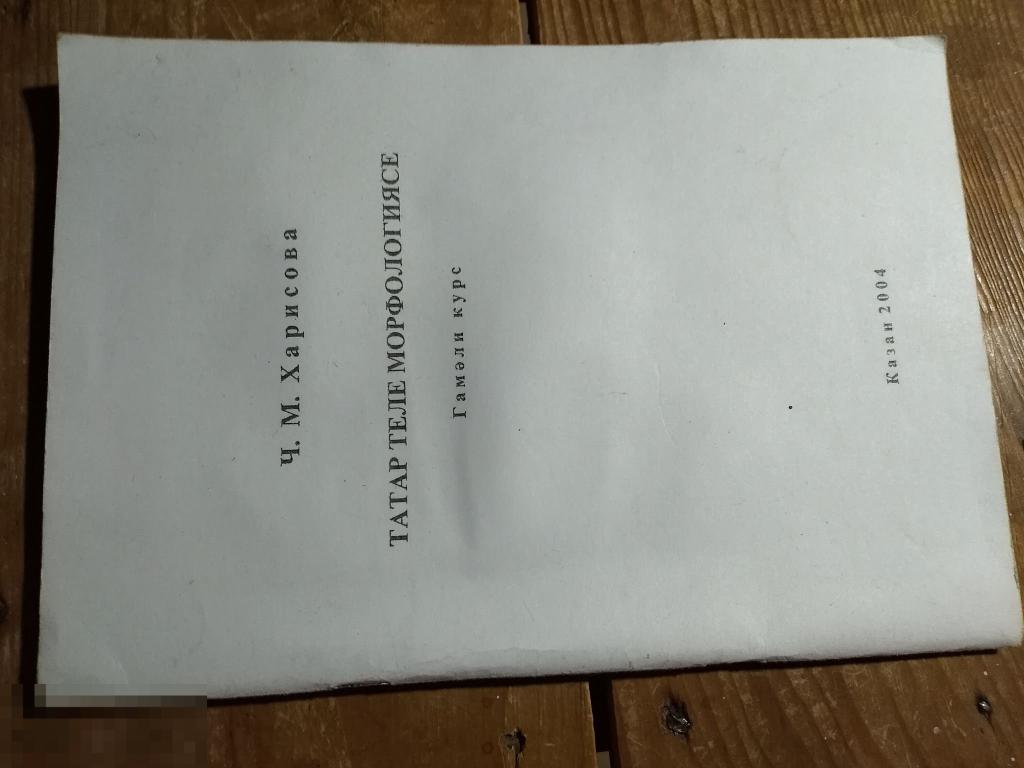 Ч. М. Харисова
ТАТАР ТЕЛЕ МОРФОЛОГИЯСЕ
Гамәли курс
Казан 2004